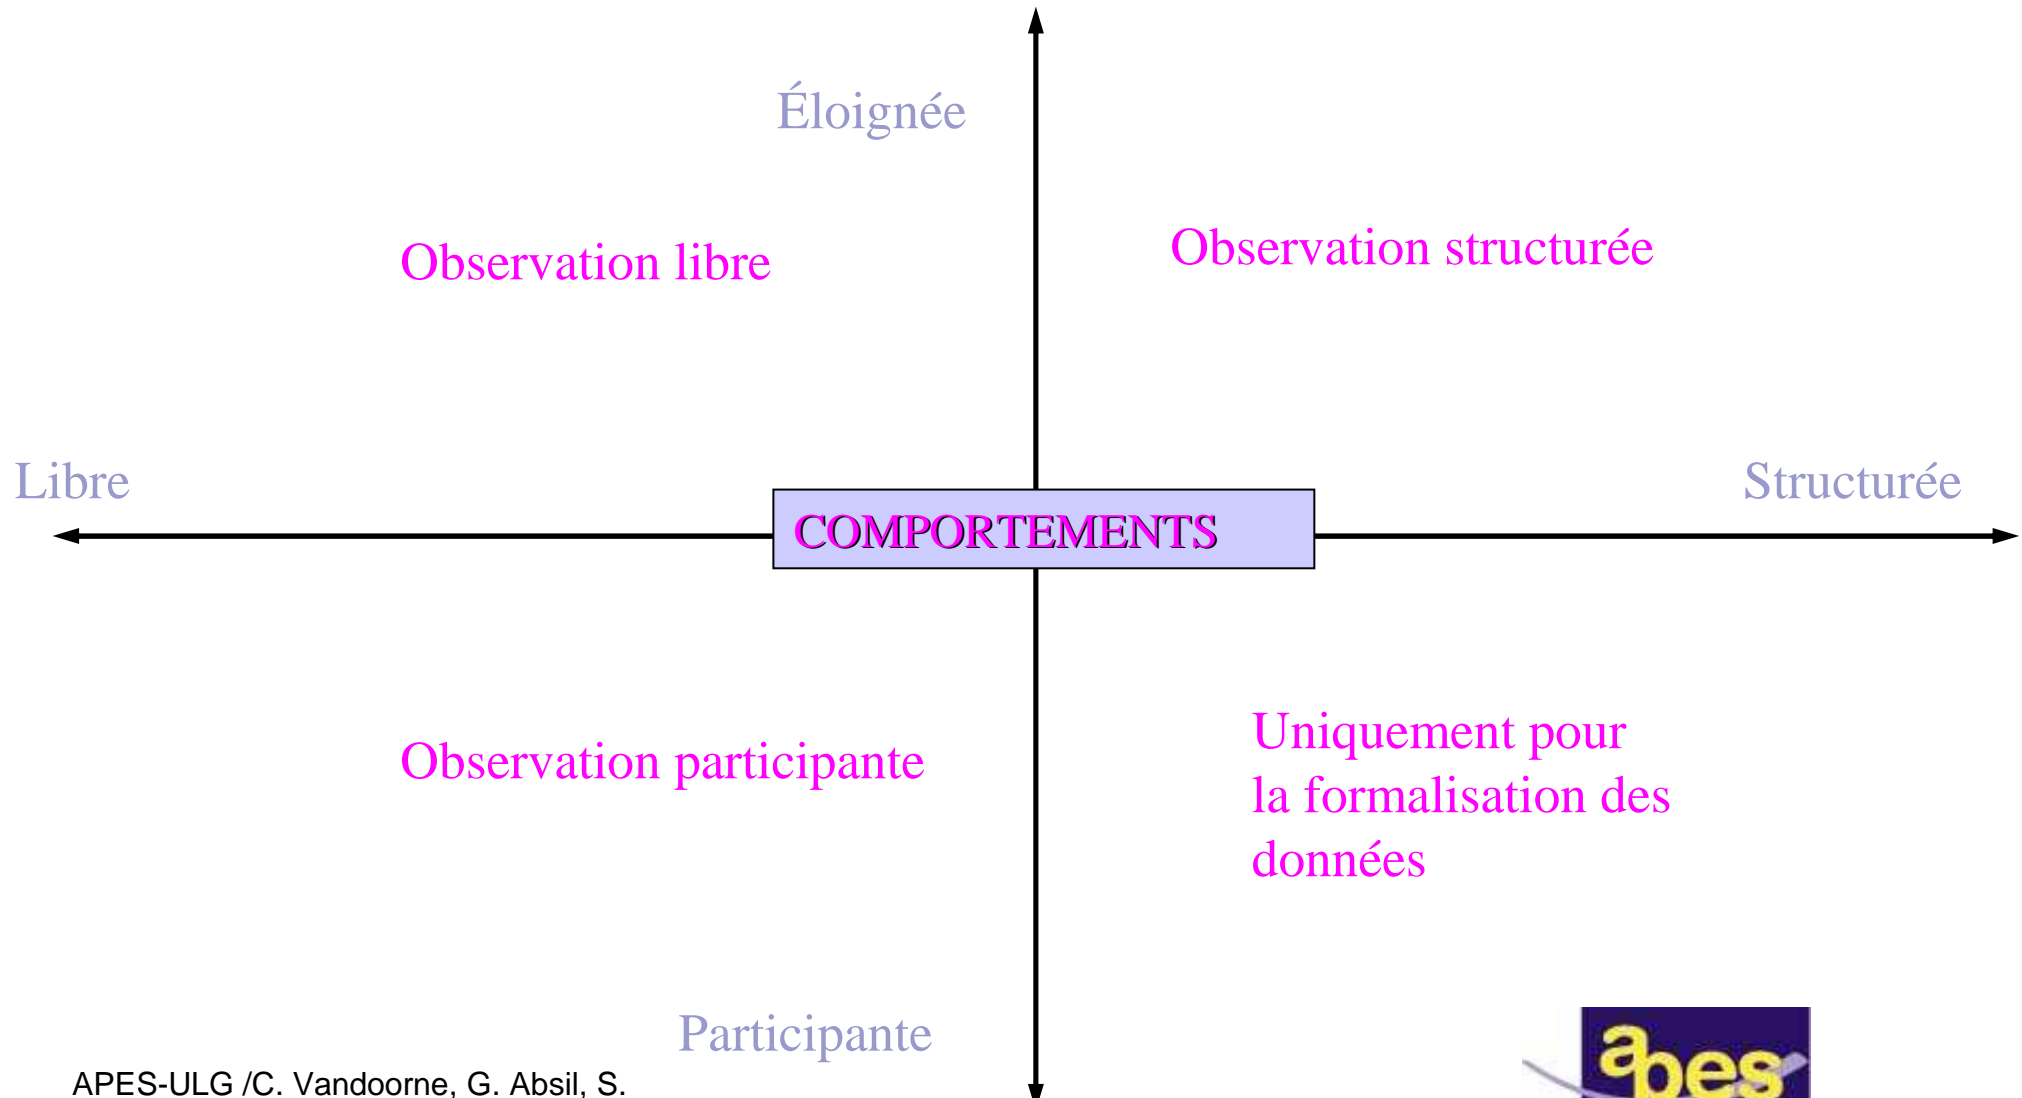 Éloignée
Observation libre
Observation structurée
Libre
Structurée
COMPORTEMENTS
Observation participante
Uniquement pour
la formalisation des
données
Participante
APES-ULG /C. Vandoorne, G. Absil, S.
apes